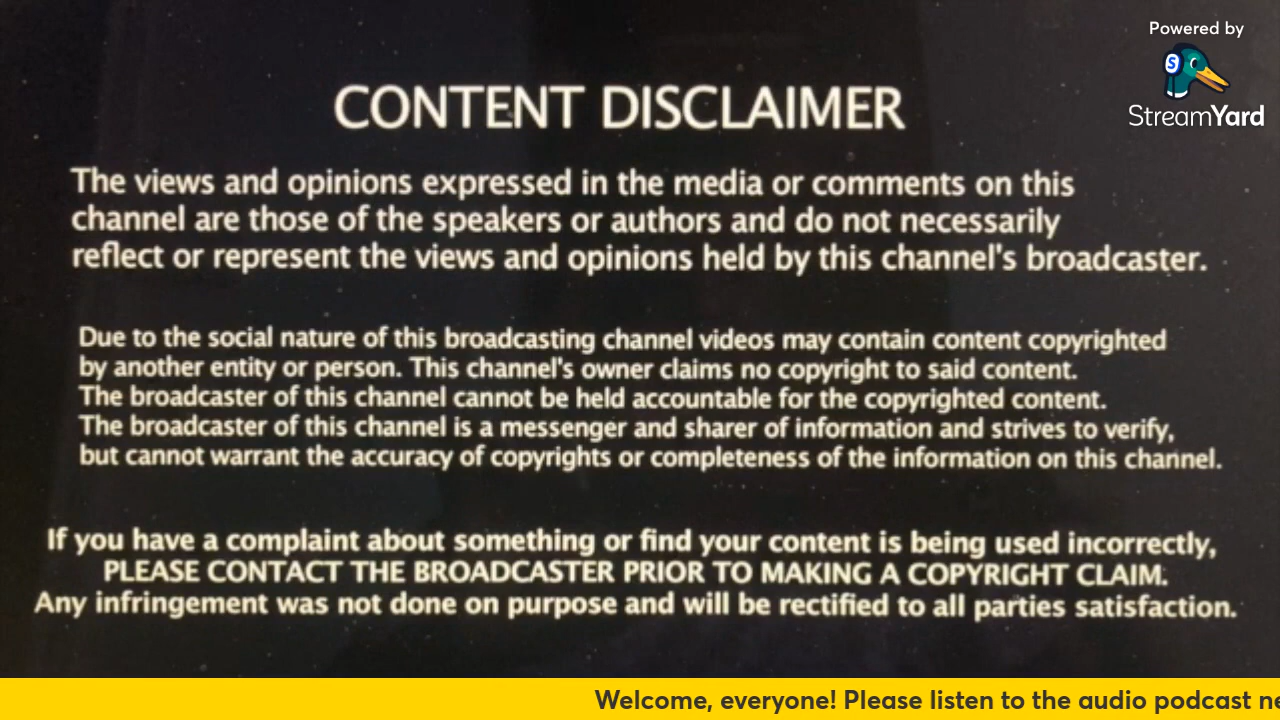 Powered by
S
StreamYard
CONTENT DISCLAIMER
The views and opinions expressed in the media or comments on this
channel are those of the speakers or authors and do not necessarily
reflect or represent the views and opinions held by this channel's broadcaster.
Due to the social nature of this broadcasting channel videos may contain content copyrighted
by another entity or person. This channel's owner claims no copyright to said content.
The broadcaster of this channel cannot be held accountable for the copyrighted content.
The broadcaster of this channel is a messenger and sharer of information and strives to verify,
but cannot warrant the accuracy of copyrights or completeness of the information on this channel.
If you have a complaint about something or find your content is being used incorrectly,
PLEASE CONTACT THE BROADCASTER PRIOR TO MAKING A COPYRIGHT CLAIM.
Any infringement was not done on purpose and will be rectified to all parties satisfaction.
Welcome, everyone! Please listen to the audio podcast